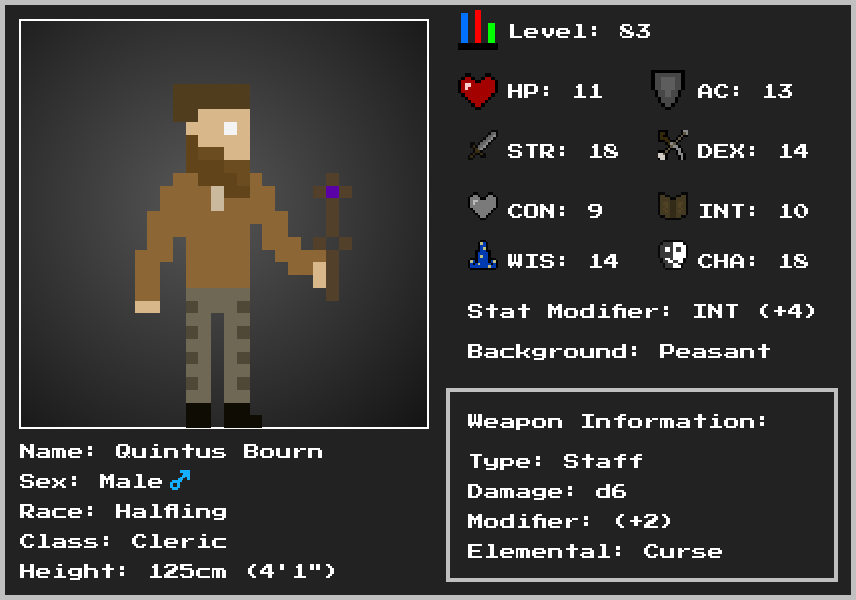 Level: 83
HP: 11 AC: 13
STR: 18 DEX: 14
CON: 9 INT: 10
WIS: 14 CHA: 18
Stat Modifier: INT (+4)
Background: Peasant
Weapon Information:
Type: Staff
Damage: d6
Modifier: (+2)
Elemental: Curse
Name: Quintus Bourn
Sex: Male ♂
Race: Halfling
Class: Cleric
Height: 125cm (4'1")